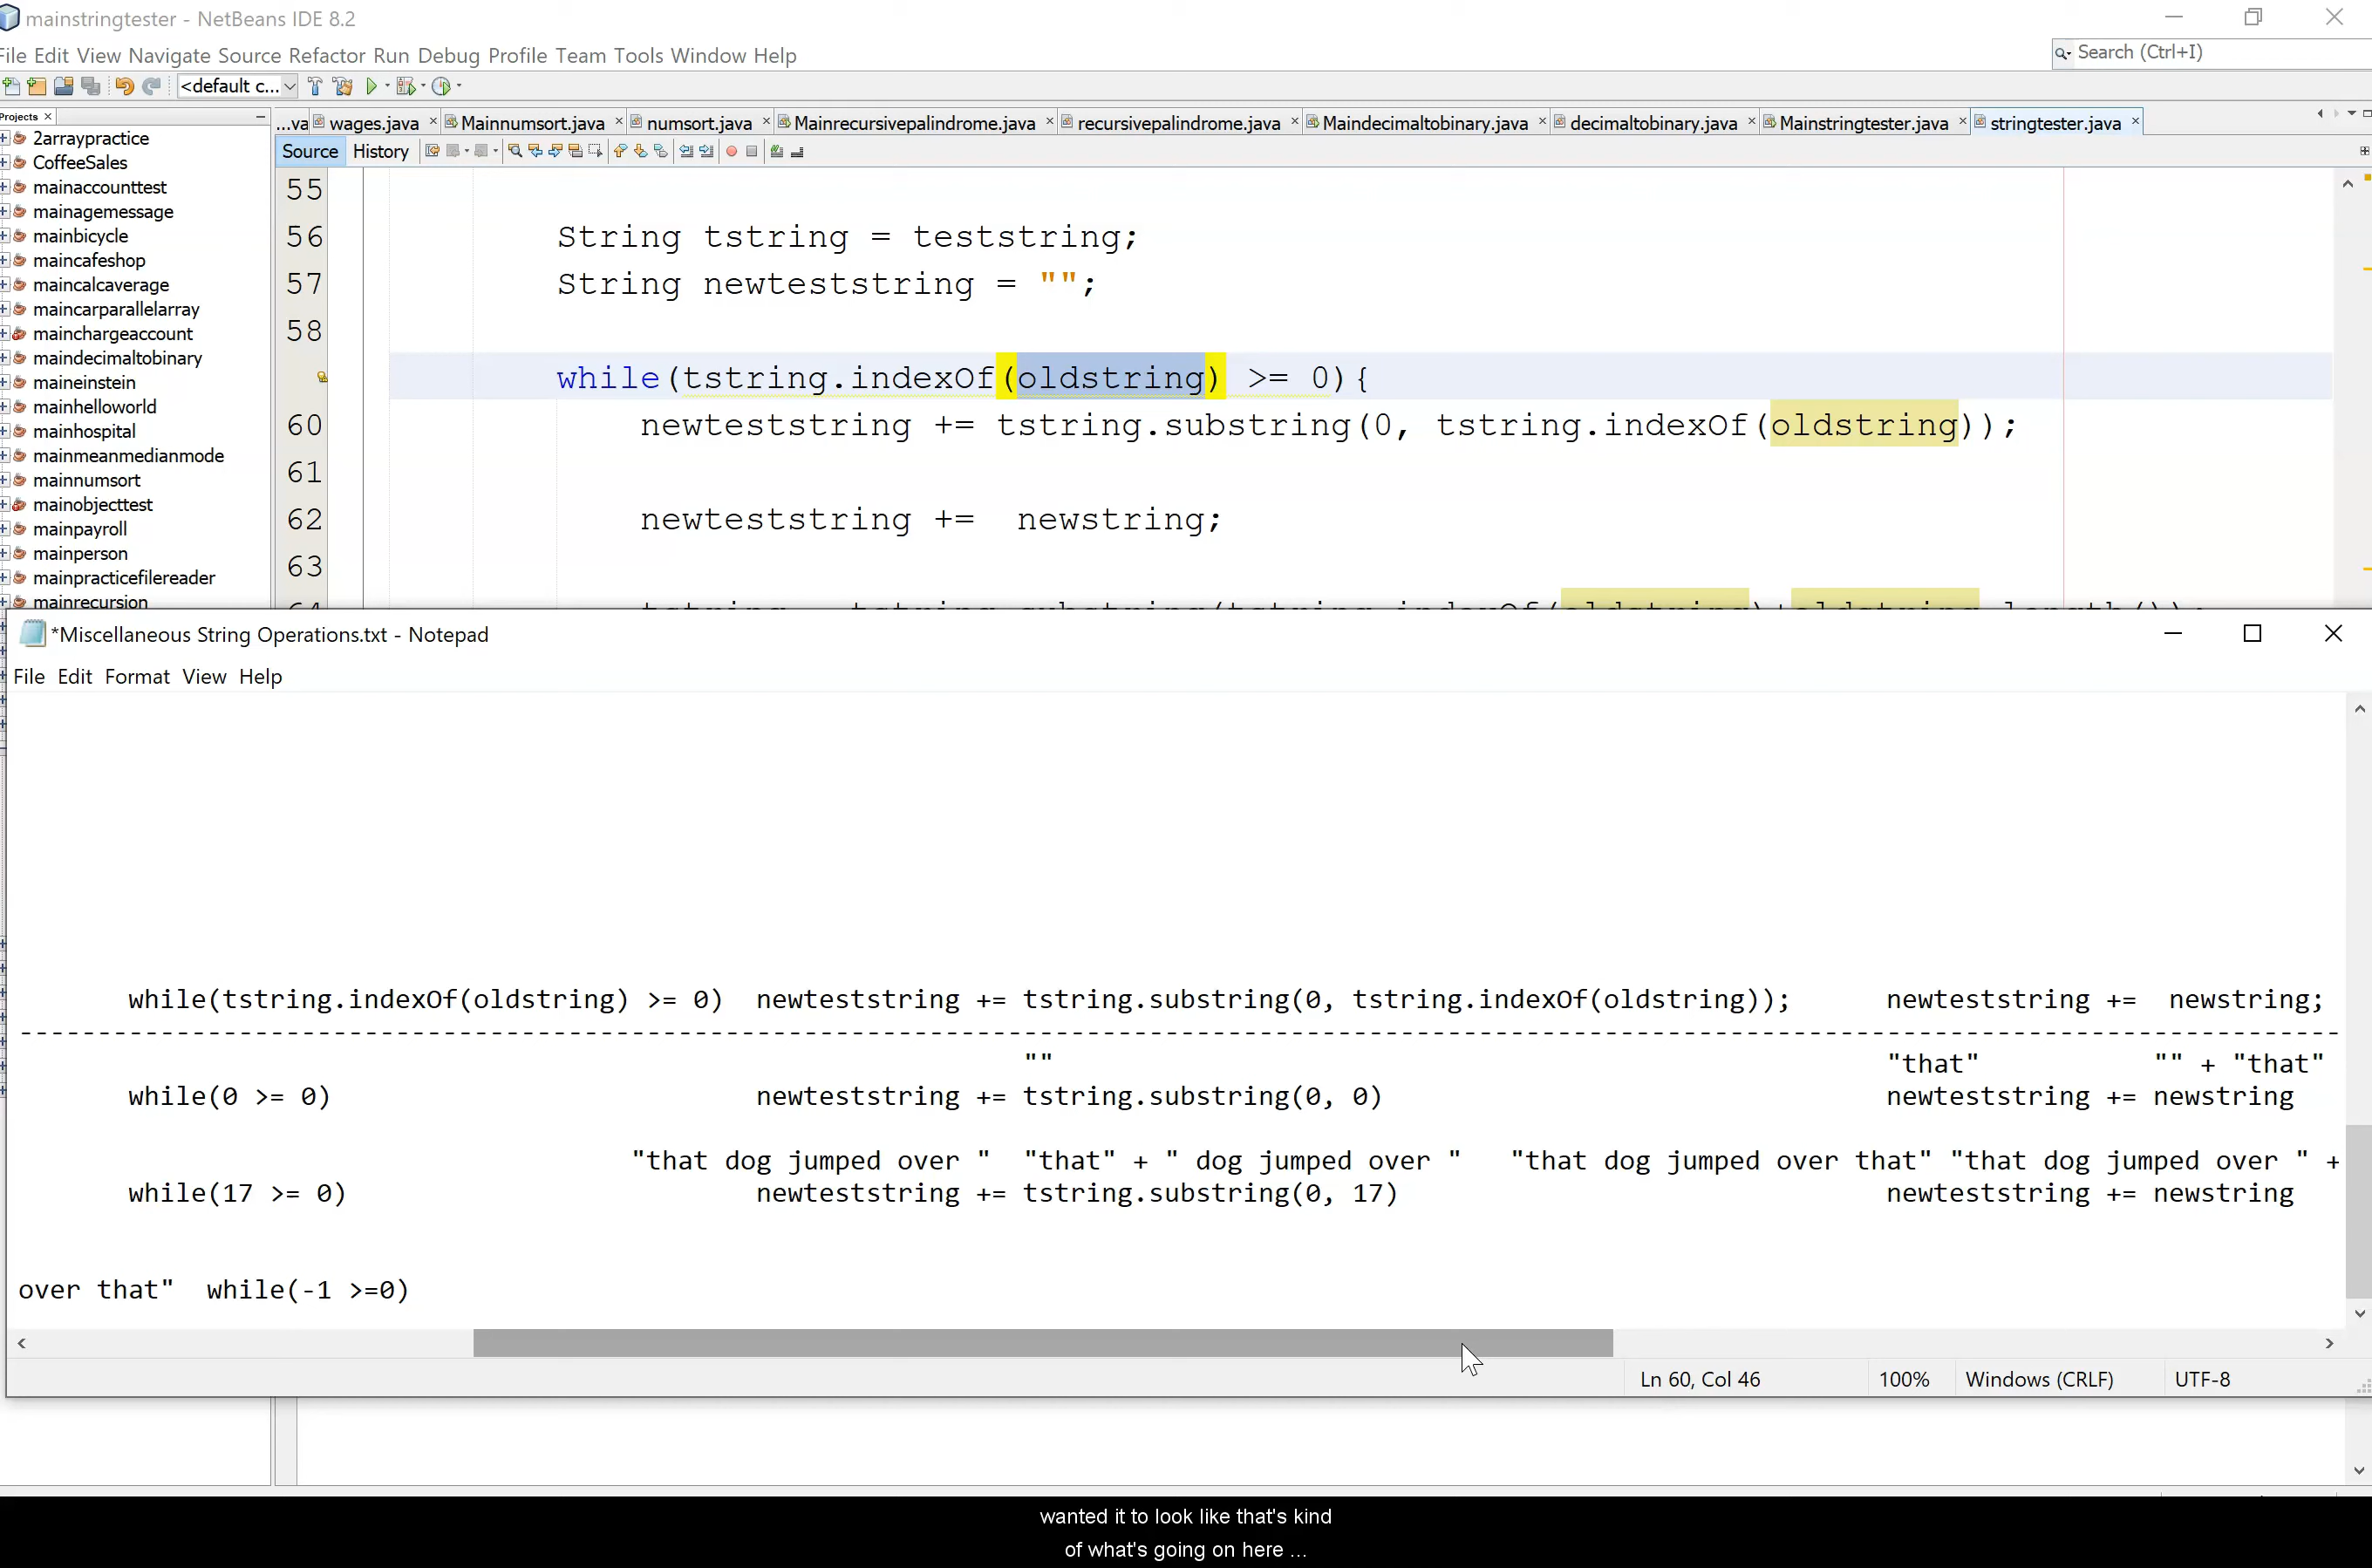 mainstringtester - NetBeans IDE 8.2
File Edit View Navigate Source Refactor Run Debug Profile Team Tools Window Help
Search (Ctrl+I)
<default c...
Projects
...va wages.java Mainnumsort.java numsort.java Mainrecursivepalindrome.java recursivepalindrome.java Maindecimaltobinary.java decimaltobinary.java Mainstringtester.java stringtester.java
Source History
2arraypractice
CoffeeSales
mainaccounttest
mainagemessage
mainbicycle
maincafeshop
maincalcaverage
maincarparallelarray
mainchargeaccount
maindecimaltobinary
maineinstein
mainhelloworld
mainhospital
mainmeanmedianmode
mainnumsort
mainobjecttest
mainpayroll
mainperson
mainpracticefilereader
mainrecursion
55
56 String tstring = teststring;
57 String newteststring = "";
58
while(tstring.indexOf(oldstring) >= 0){
60 newteststring += tstring.substring(0, tstring.indexOf(oldstring));
61
62 newteststring += newstring;
63
*Miscellaneous String Operations.txt - Notepad
File Edit Format View Help
while(tstring.indexOf(oldstring) >= 0) newteststring += tstring.substring(0, tstring.indexOf(oldstring)); newteststring += newstring;
"" "that" "" + "that"
while(0 >= 0) newteststring += tstring.substring(0, 0) newteststring += newstring
"that dog jumped over " "that" + " dog jumped over " "that dog jumped over that" "that dog jumped over " +
while(17 >= 0) newteststring += tstring.substring(0, 17) newteststring += newstring
over that" while(-1 >=0)
Ln 60, Col 46 100% Windows (CRLF) UTF-8
wanted it to look like that's kind
of what's going on here ...